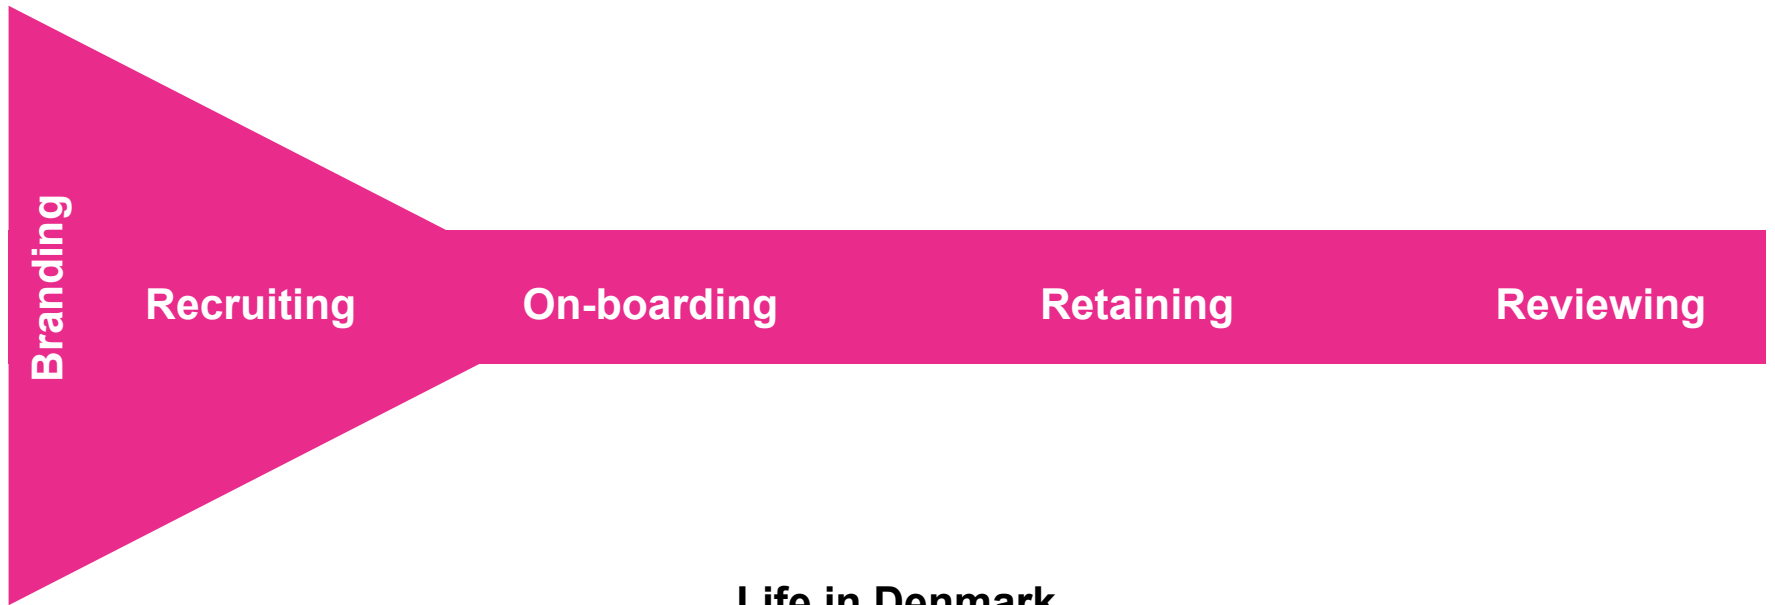 Branding
Recruiting On-boarding Retaining Reviewing
Life in Denmark